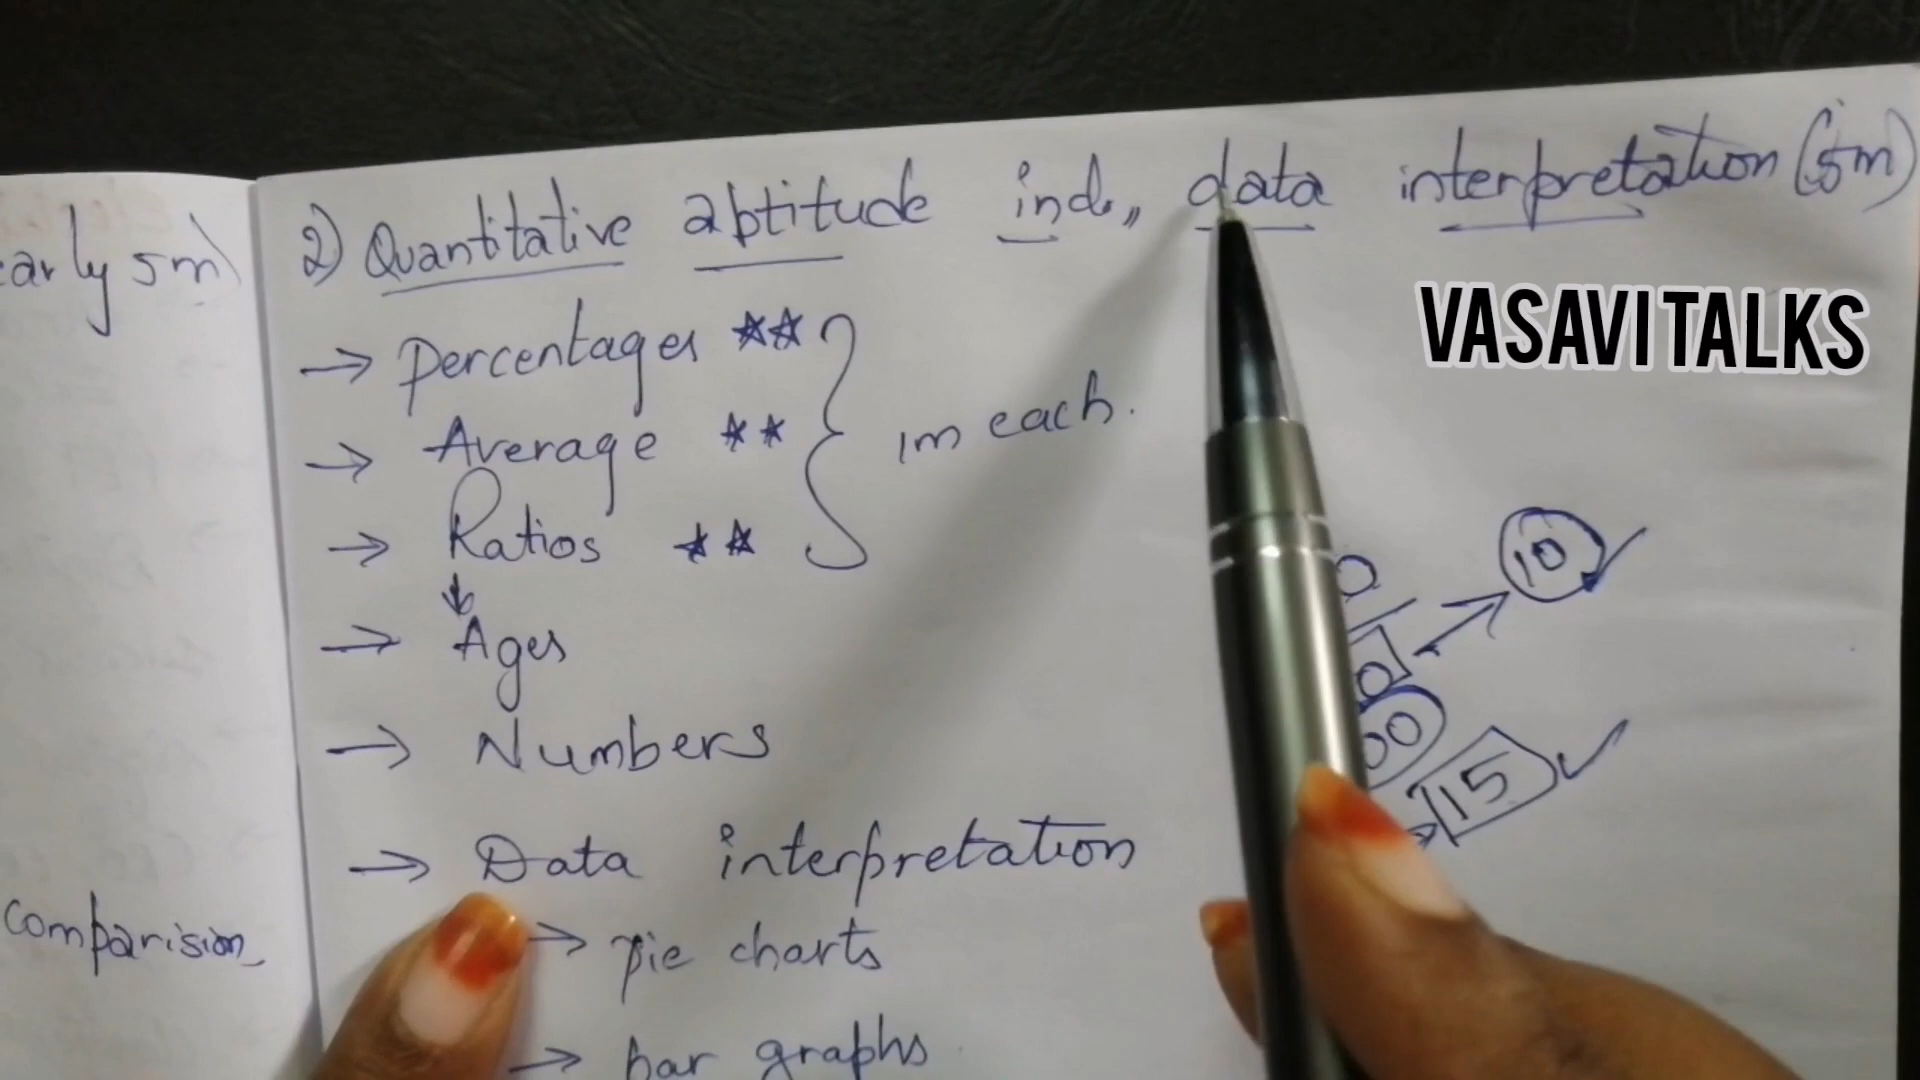 early 5m)
comparision
2) Quantitative aptitude ind., data interpretation (5m)
VASAVI TALKS
→ percentages ☆☆
→ Average ☆☆
1m each.
→ Ratios ☆☆
→ Ages
→ Numbers
→ Data interpretation
→ pie charts
→ bar graphs
10
15